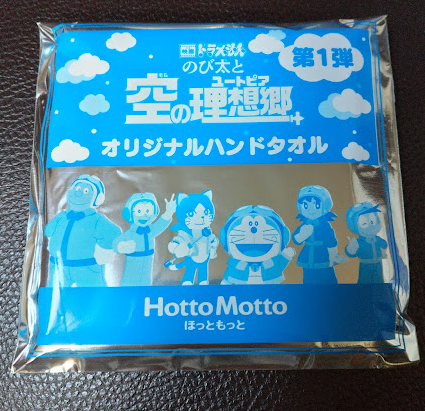 映画ドラえもん
第1弾
のび太と
ユートピア
空の理想郷
そら
オリジナルハンドタオル
HottoMotto
ほっともっと